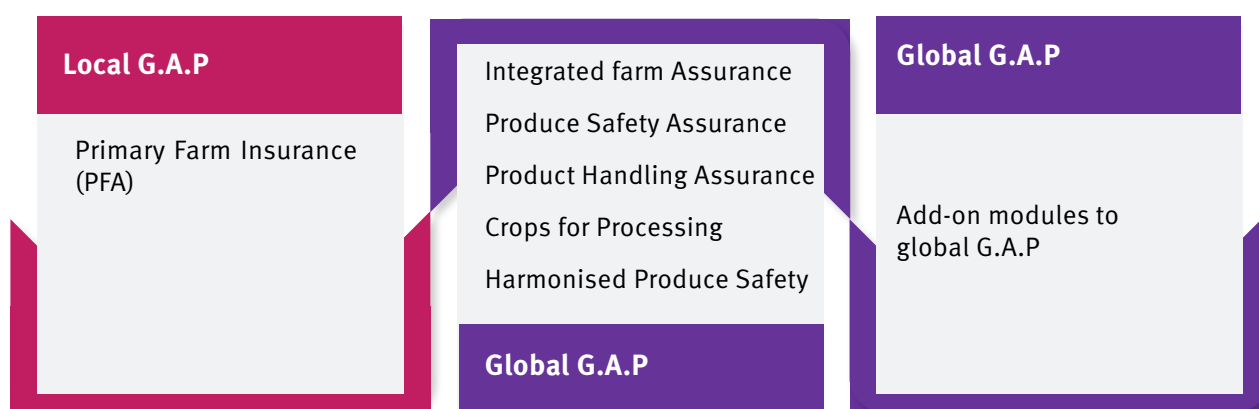 Local G.A.P
Primary Farm Insurance
(PFA)
Integrated farm Assurance
Produce Safety Assurance
Product Handling Assurance
Crops for Processing
Harmonised Produce Safety
Global G.A.P
Global G.A.P
Add-on modules to
global G.A.P